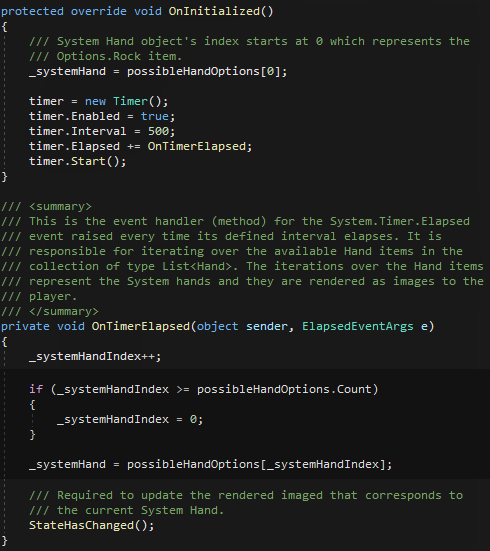 protected override void OnInitialized()
{
/// System Hand object's index starts at 0 which represents the
/// Options.Rock item.
_systemHand = possibleHandOptions[0];
timer = new Timer();
timer.Enabled = true;
timer.Interval = 500;
timer.Elapsed += OnTimerElapsed;
timer.Start();
}
/// <summary>
/// This is the event handler (method) for the System.Timer.Elapsed
/// event raised every time its defined interval elapses. It is
/// responsible for iterating over the available Hand items in the
/// collection of type List<Hand>. The iterations over the Hand items
/// represent the System hands and they are rendered as images to the
/// player.
/// </summary>
private void OnTimerElapsed(object sender, ElapsedEventArgs e)
{
_systemHandIndex++;
if (_systemHandIndex >= possibleHandOptions.Count)
{
_systemHandIndex = 0;
}
_systemHand = possibleHandOptions[_systemHandIndex];
/// Required to update the rendered imaged that corresponds to
/// the current System Hand.
StateHasChanged();
}